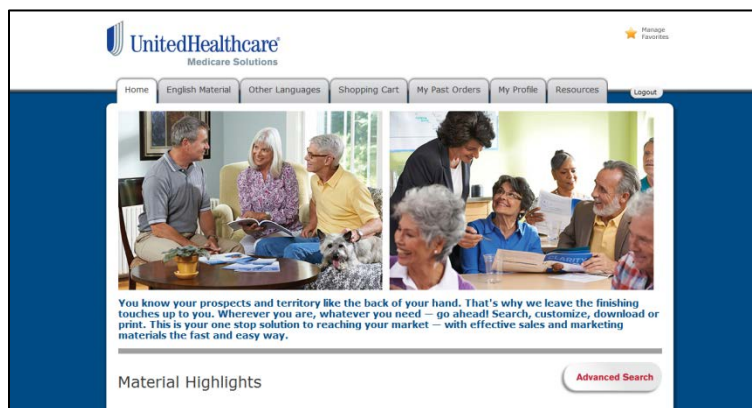 UnitedHealthcare®
Medicare Solutions
Manage
Favorites
Home English Material Other Languages Shopping Cart My Past Orders My Profile Resources Logout
CLARITY
You know your prospects and territory like the back of your hand. That's why we leave the finishing
touches up to you. Wherever you are, whatever you need — go ahead! Search, customize, download or
print. This is your one stop solution to reaching your market — with effective sales and marketing
materials the fast and easy way.
Material Highlights
Advanced Search